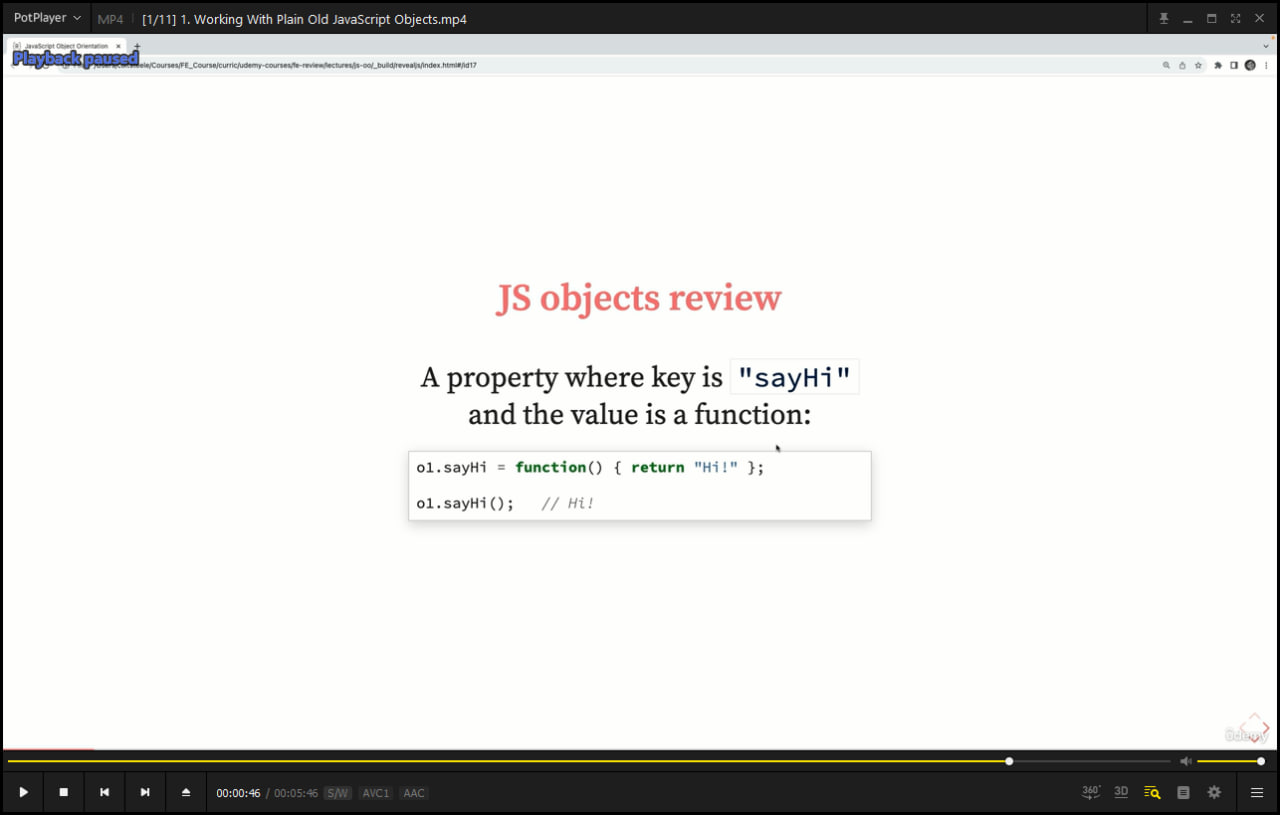 PotPlayer
MP4
[1/11] 1. Working With Plain Old JavaScript Objects.mp4
JavaScript Object Orientation
Playback paused
/Courses/FE_Course/curric/udemy-courses/fe-review/lectures/js-oo/_build/revealjs/index.html#/id17
JS objects review
A property where key is "sayHi"
and the value is a function:
o1.sayHi = function() { return "Hi!" };
o1.sayHi(); // Hi!
ûdemy
00:00:46 / 00:05:46 S/W AVC1 AAC
360° 3D